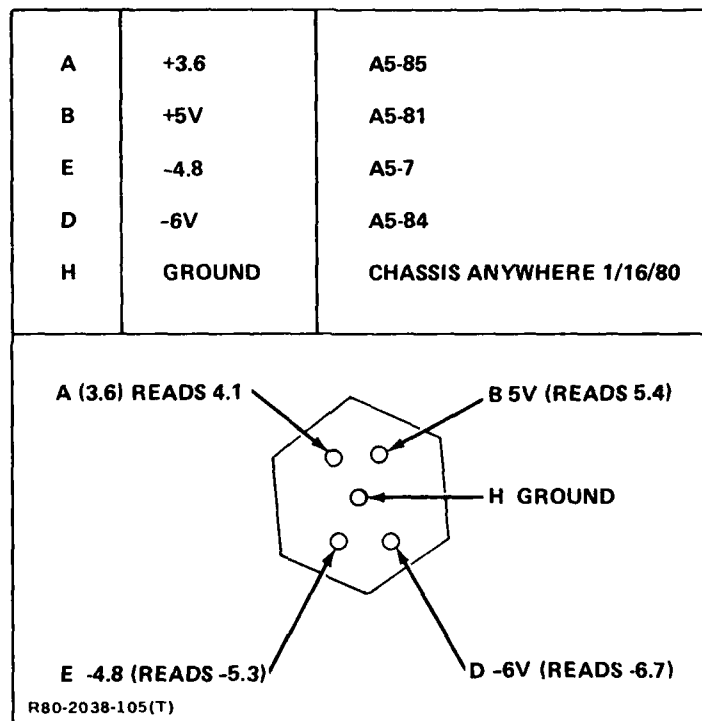 A +3.6 A5-85
B +5V A5-81
E -4.8 A5-7
D -6V A5-84
H GROUND CHASSIS ANYWHERE 1/16/80
A (3.6) READS 4.1
B 5V (READS 5.4)
H GROUND
E -4.8 (READS -5.3)
D -6V (READS -6.7)
R80-2038-105(T)